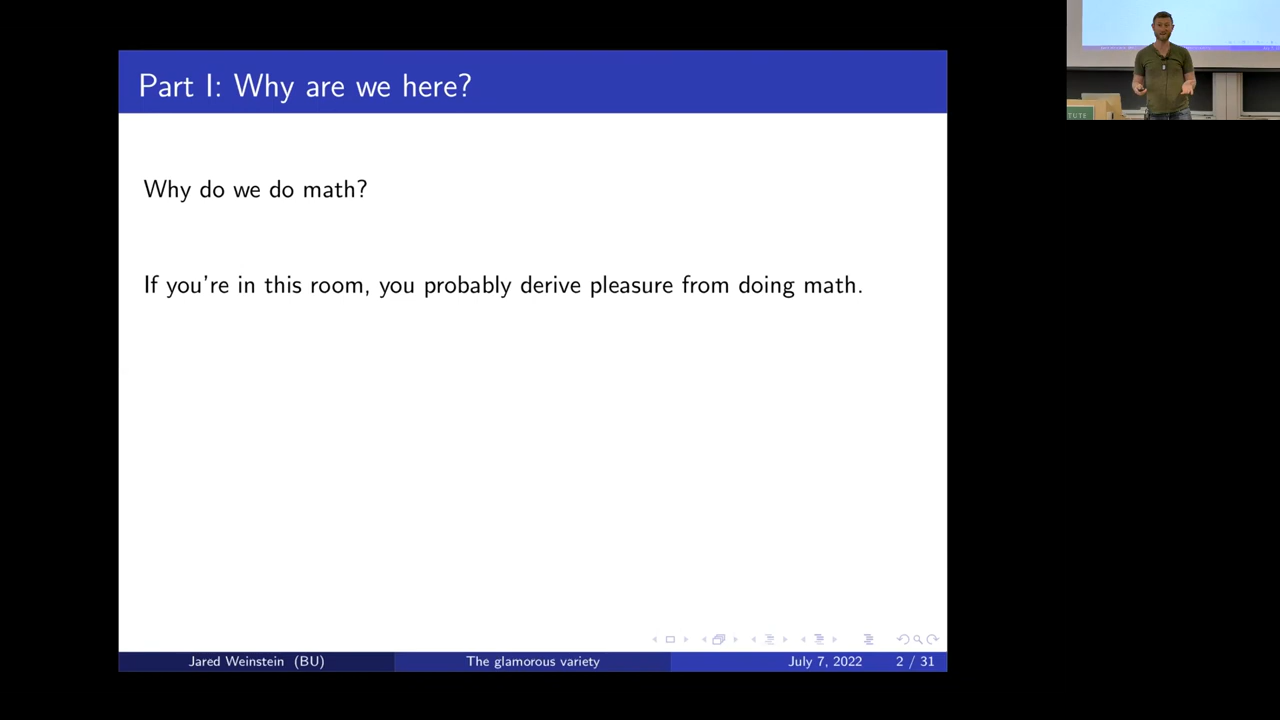 Part I: Why are we here?
Why do we do math?
If you're in this room, you probably derive pleasure from doing math.
Jared Weinstein (BU) The glamorous variety July 7, 2022 2 / 31
TUTE